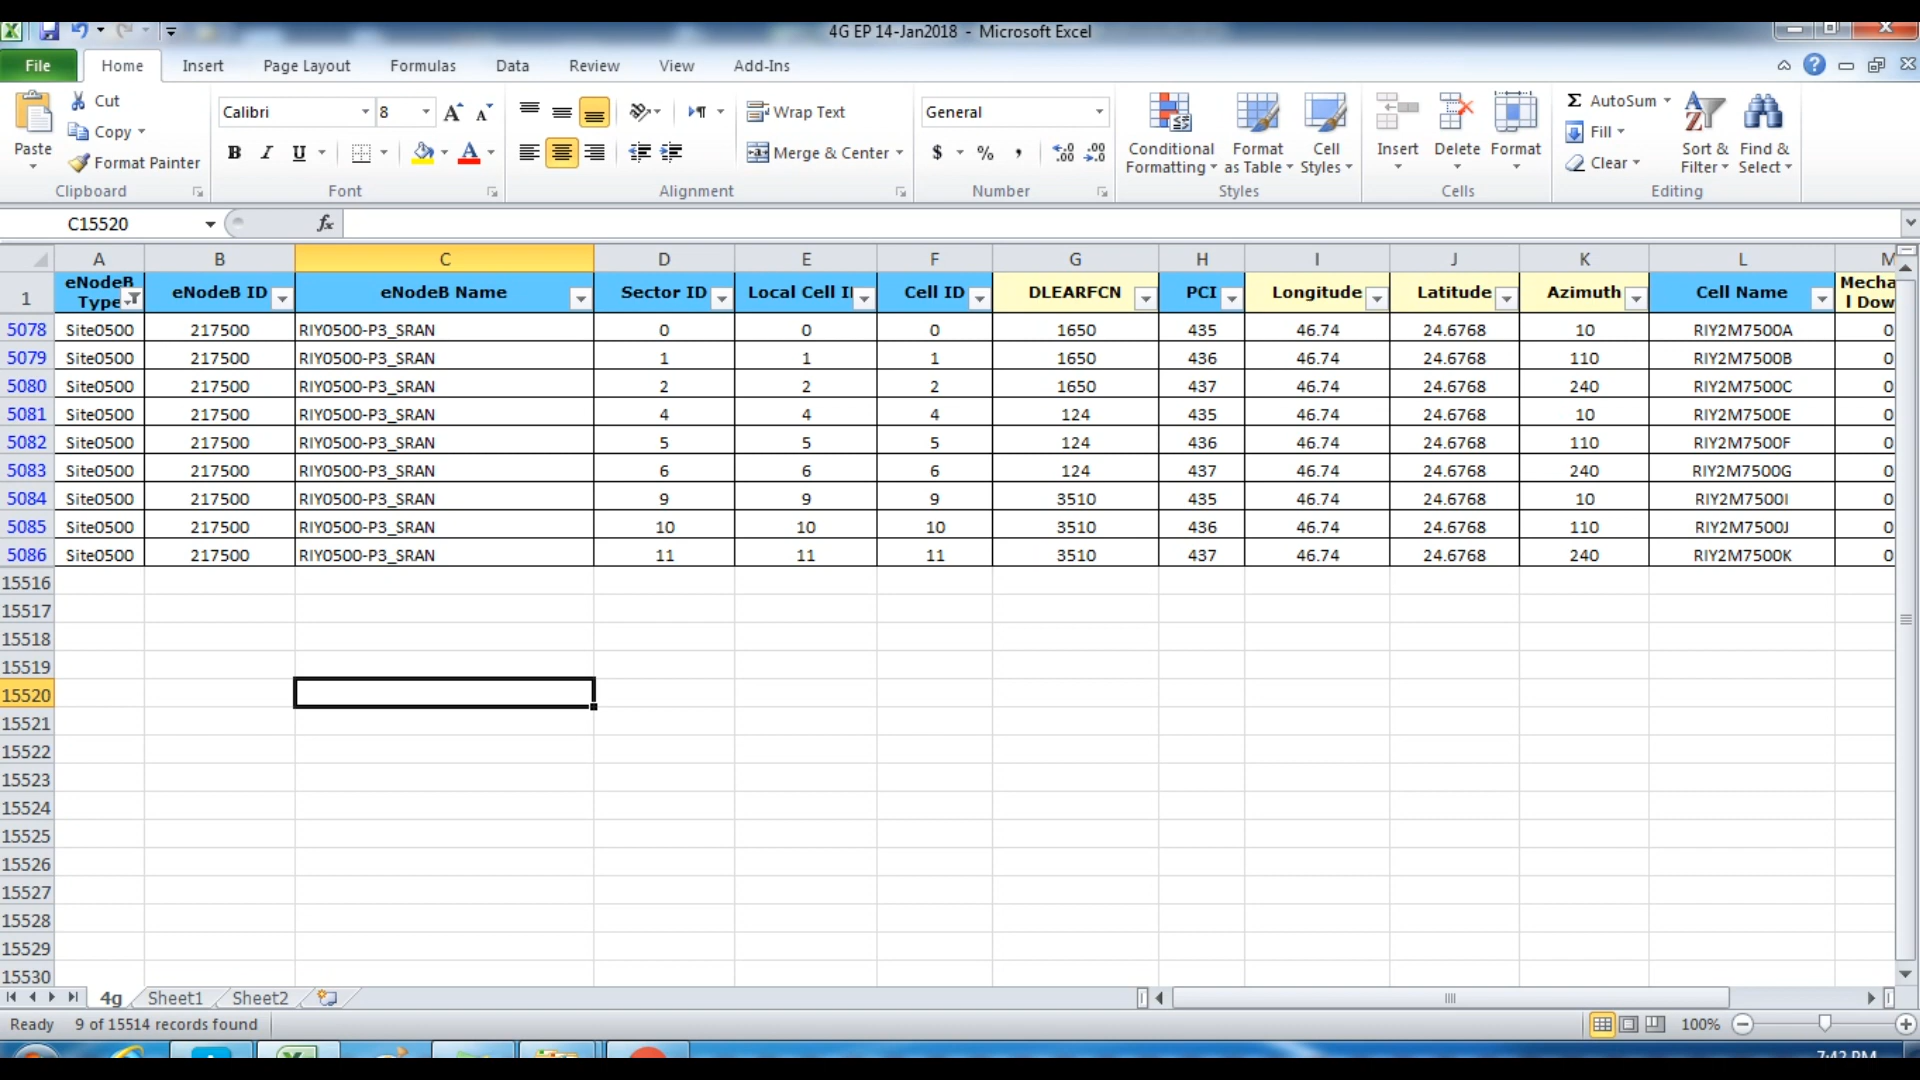 4G EP 14-Jan2018 - Microsoft Excel
File Home Insert Page Layout Formulas Data Review View Add-Ins
Paste Cut Copy Format Painter Clipboard
Calibri 8 B I U A Font
Wrap Text Merge & Center Alignment
General $ % , Number
Conditional Formatting Format as Table Cell Styles Styles
Insert Delete Format Cells
Σ AutoSum Fill Clear Sort & Filter Find & Select Editing
C15520 fx
A B C D E F G H I J K L M
1 eNodeB Type eNodeB ID eNodeB Name Sector ID Local Cell Cell ID DLEARFCN PCI Longitude Latitude Azimuth Cell Name Mecha l Dow
5078 Site0500 217500 RIY0500-P3_SRAN 0 0 0 1650 435 46.74 24.6768 10 RIY2M7500A 0
5079 Site0500 217500 RIY0500-P3_SRAN 1 1 1 1650 436 46.74 24.6768 110 RIY2M7500B 0
5080 Site0500 217500 RIY0500-P3_SRAN 2 2 2 1650 437 46.74 24.6768 240 RIY2M7500C 0
5081 Site0500 217500 RIY0500-P3_SRAN 4 4 4 124 435 46.74 24.6768 10 RIY2M7500E 0
5082 Site0500 217500 RIY0500-P3_SRAN 5 5 5 124 436 46.74 24.6768 110 RIY2M7500F 0
5083 Site0500 217500 RIY0500-P3_SRAN 6 6 6 124 437 46.74 24.6768 240 RIY2M7500G 0
5084 Site0500 217500 RIY0500-P3_SRAN 9 9 9 3510 435 46.74 24.6768 10 RIY2M7500I 0
5085 Site0500 217500 RIY0500-P3_SRAN 10 10 10 3510 436 46.74 24.6768 110 RIY2M7500J 0
5086 Site0500 217500 RIY0500-P3_SRAN 11 11 11 3510 437 46.74 24.6768 240 RIY2M7500K 0
15516
15517
15518
15519
15520
15521
15522
15523
15524
15525
15526
15527
15528
15529
15530
4g Sheet1 Sheet2
Ready 9 of 15514 records found 100%